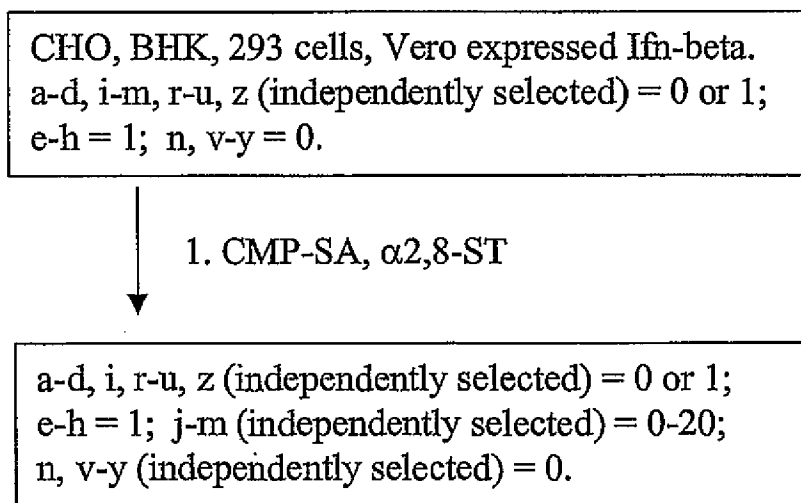 CHO, BHK, 293 cells, Vero expressed Ifn-beta.
a-d, i-m, r-u, z (independently selected) = 0 or 1;
e-h = 1; n, v-y = 0.
1. CMP-SA, α2,8-ST
a-d, i, r-u, z (independently selected) = 0 or 1;
e-h = 1; j-m (independently selected) = 0-20;
n, v-y (independently selected) = 0.